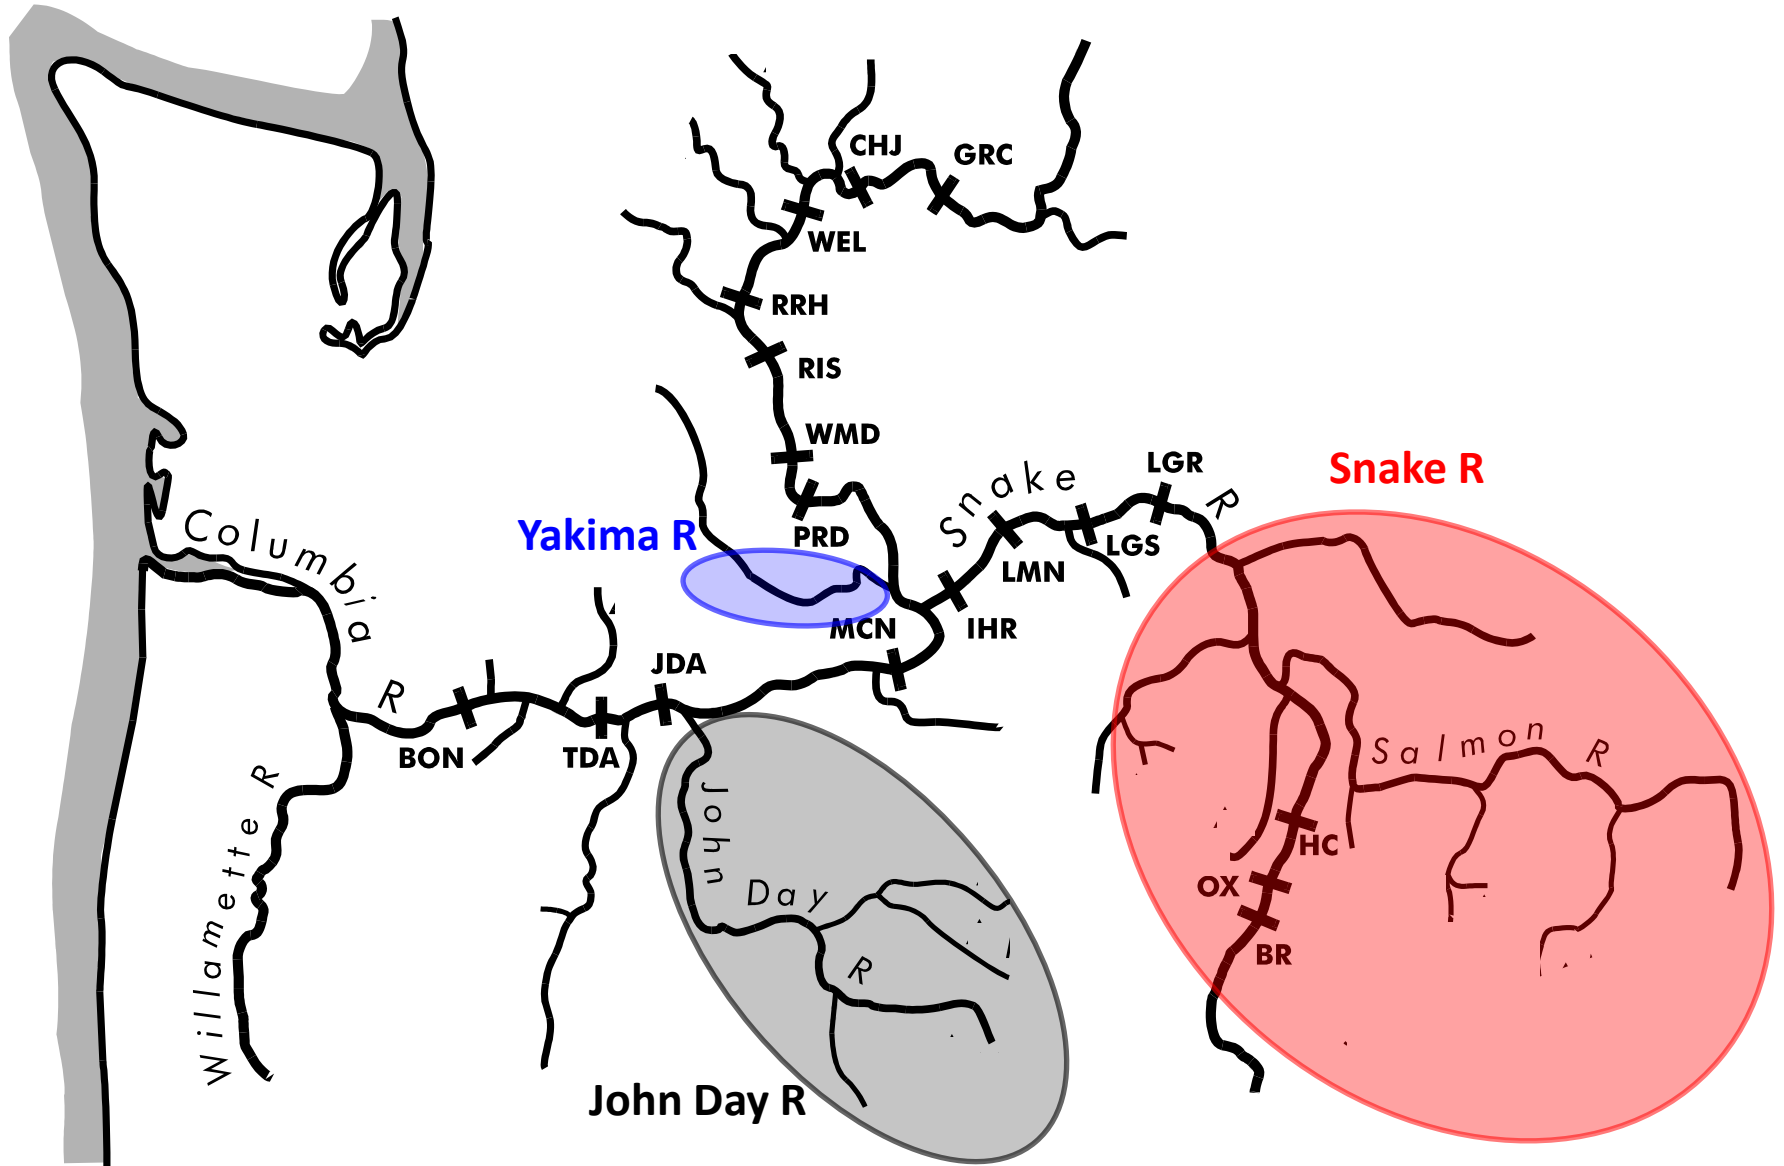 CHJ
GRC
WEL
RRH
RIS
WMD
PRD
Snake R
LGR
LGS
LMN
IHR
Snake R
Yakima R
MCN
Columbia R
JDA
TDA
BON
Willamette R
John Day R
John Day R
Salmon R
HC
OX
BR